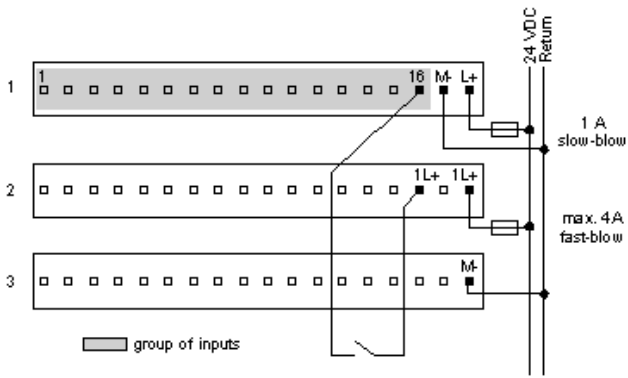 24 VDC
Return
1
1
16 M- L+
1 A
slow-blow
2
1L+ 1L+
max. 4A
fast-blow
3
M-
group of inputs